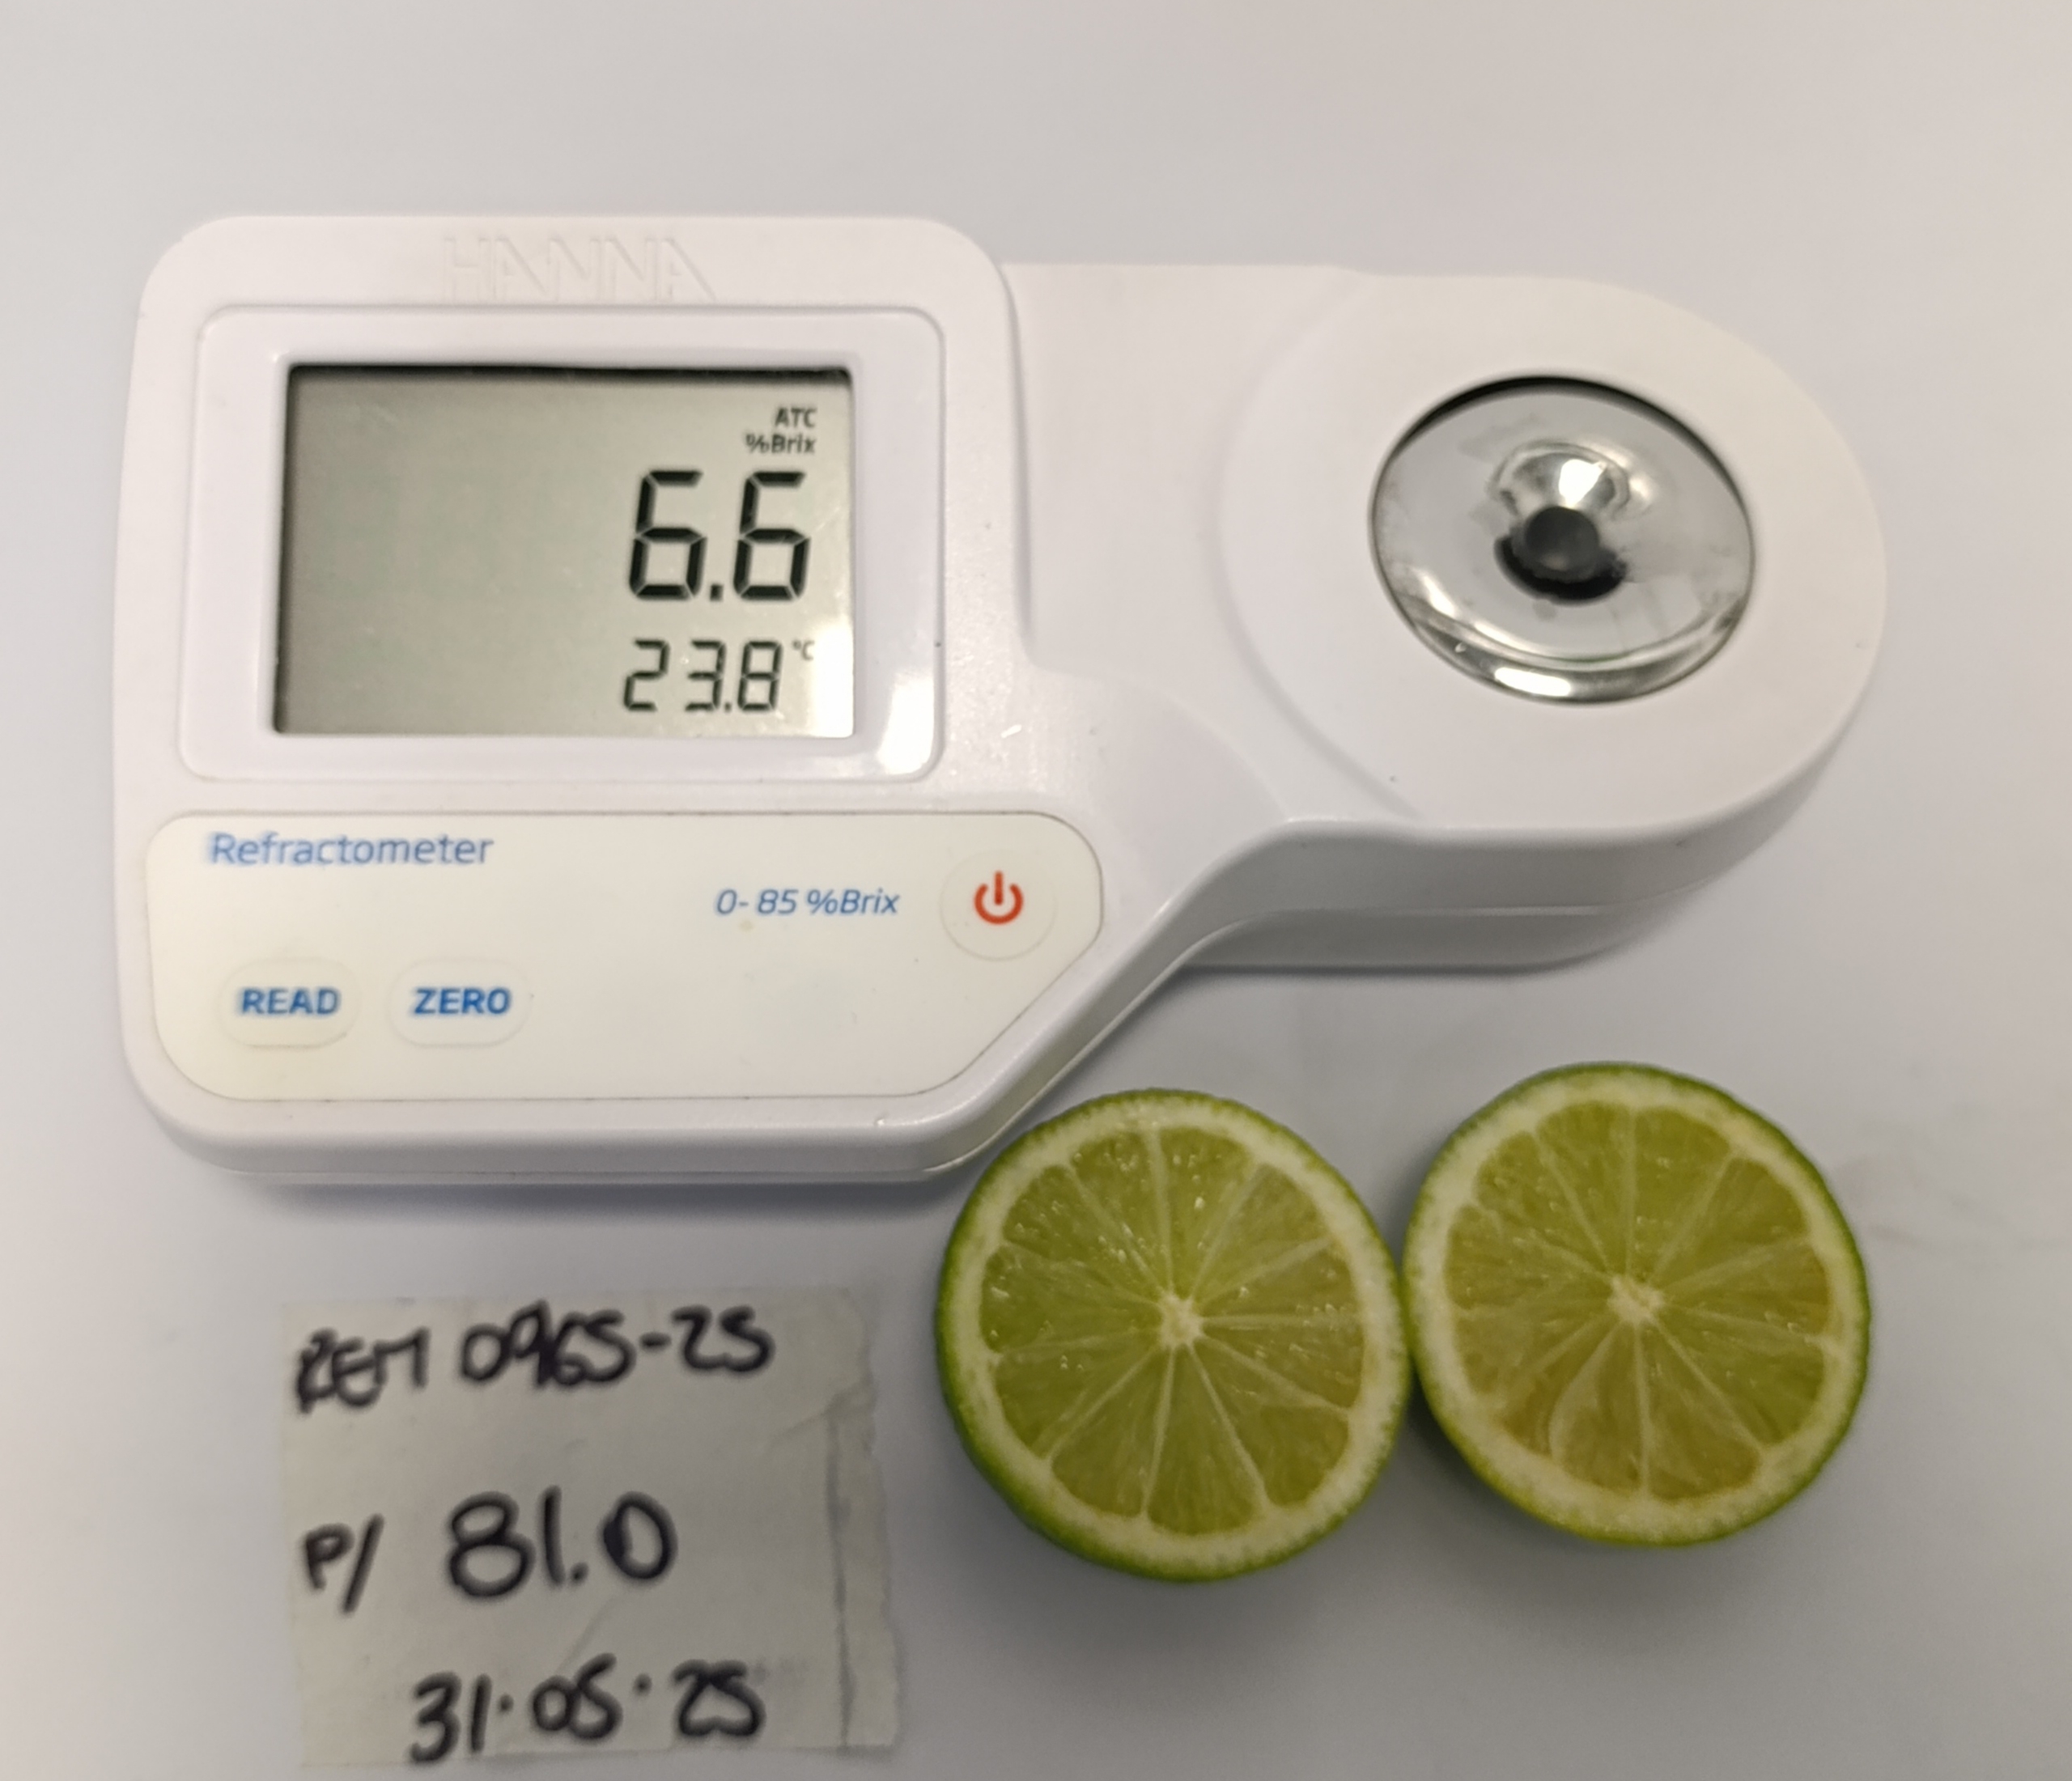 HANNA
ATC
%Brix
6.6
23.8 °C
Refractometer
0-85 %Brix
READ ZERO
REM 0965-25
P/ 81.0
31.05.25